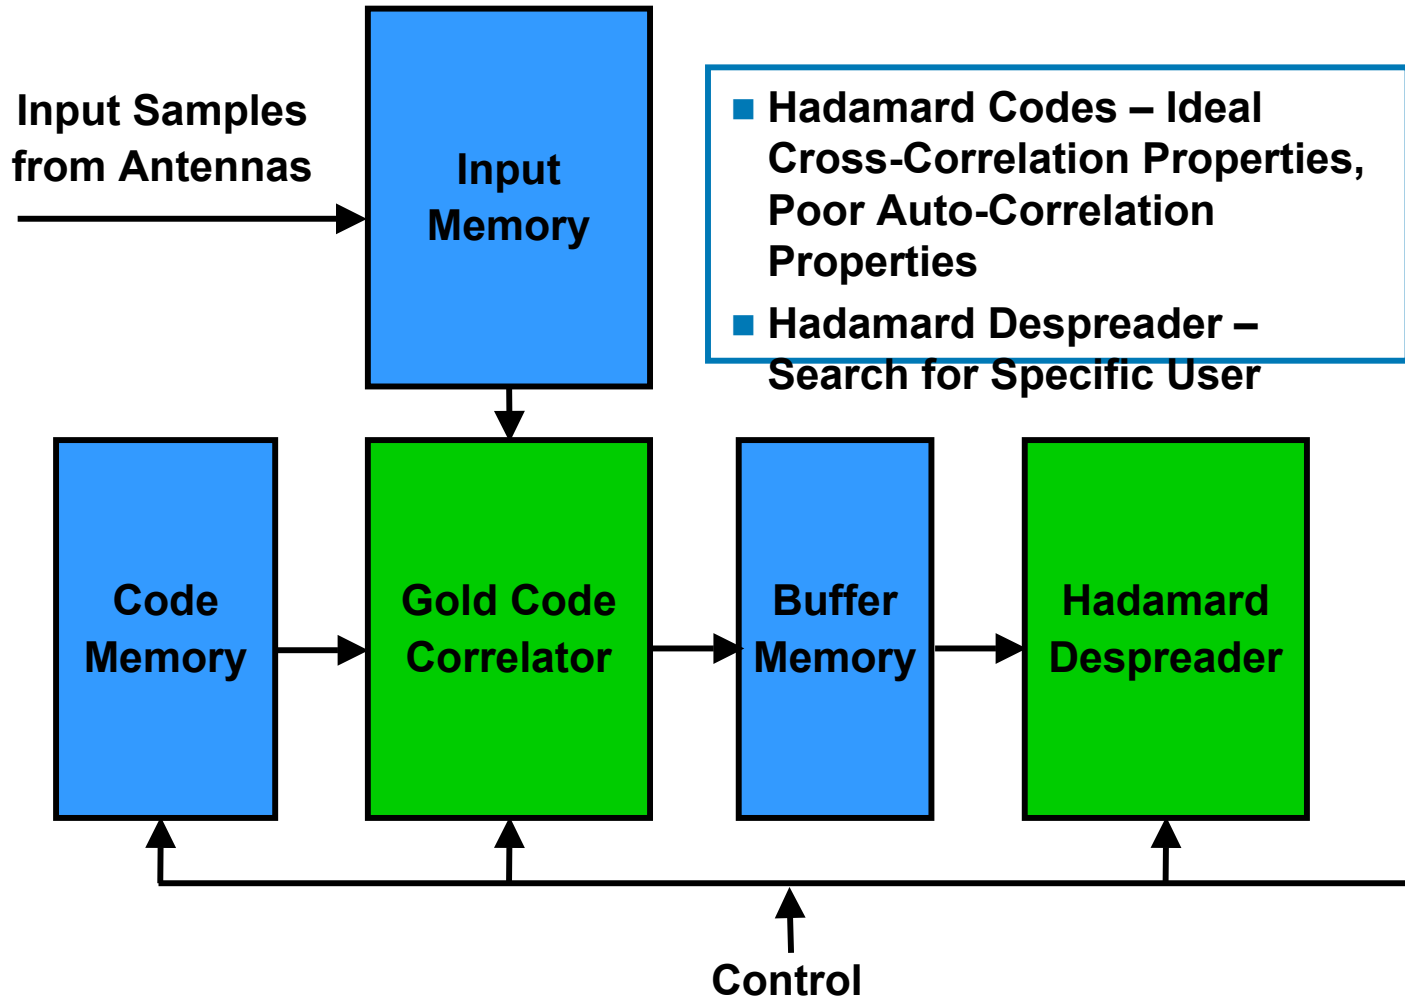 Input Samples
from Antennas
Input
Memory
■ Hadamard Codes – Ideal
Cross-Correlation Properties,
Poor Auto-Correlation
Properties
■ Hadamard Despreader –
Search for Specific User
Code
Memory
Gold Code
Correlator
Buffer
Memory
Hadamard
Despreader
Control